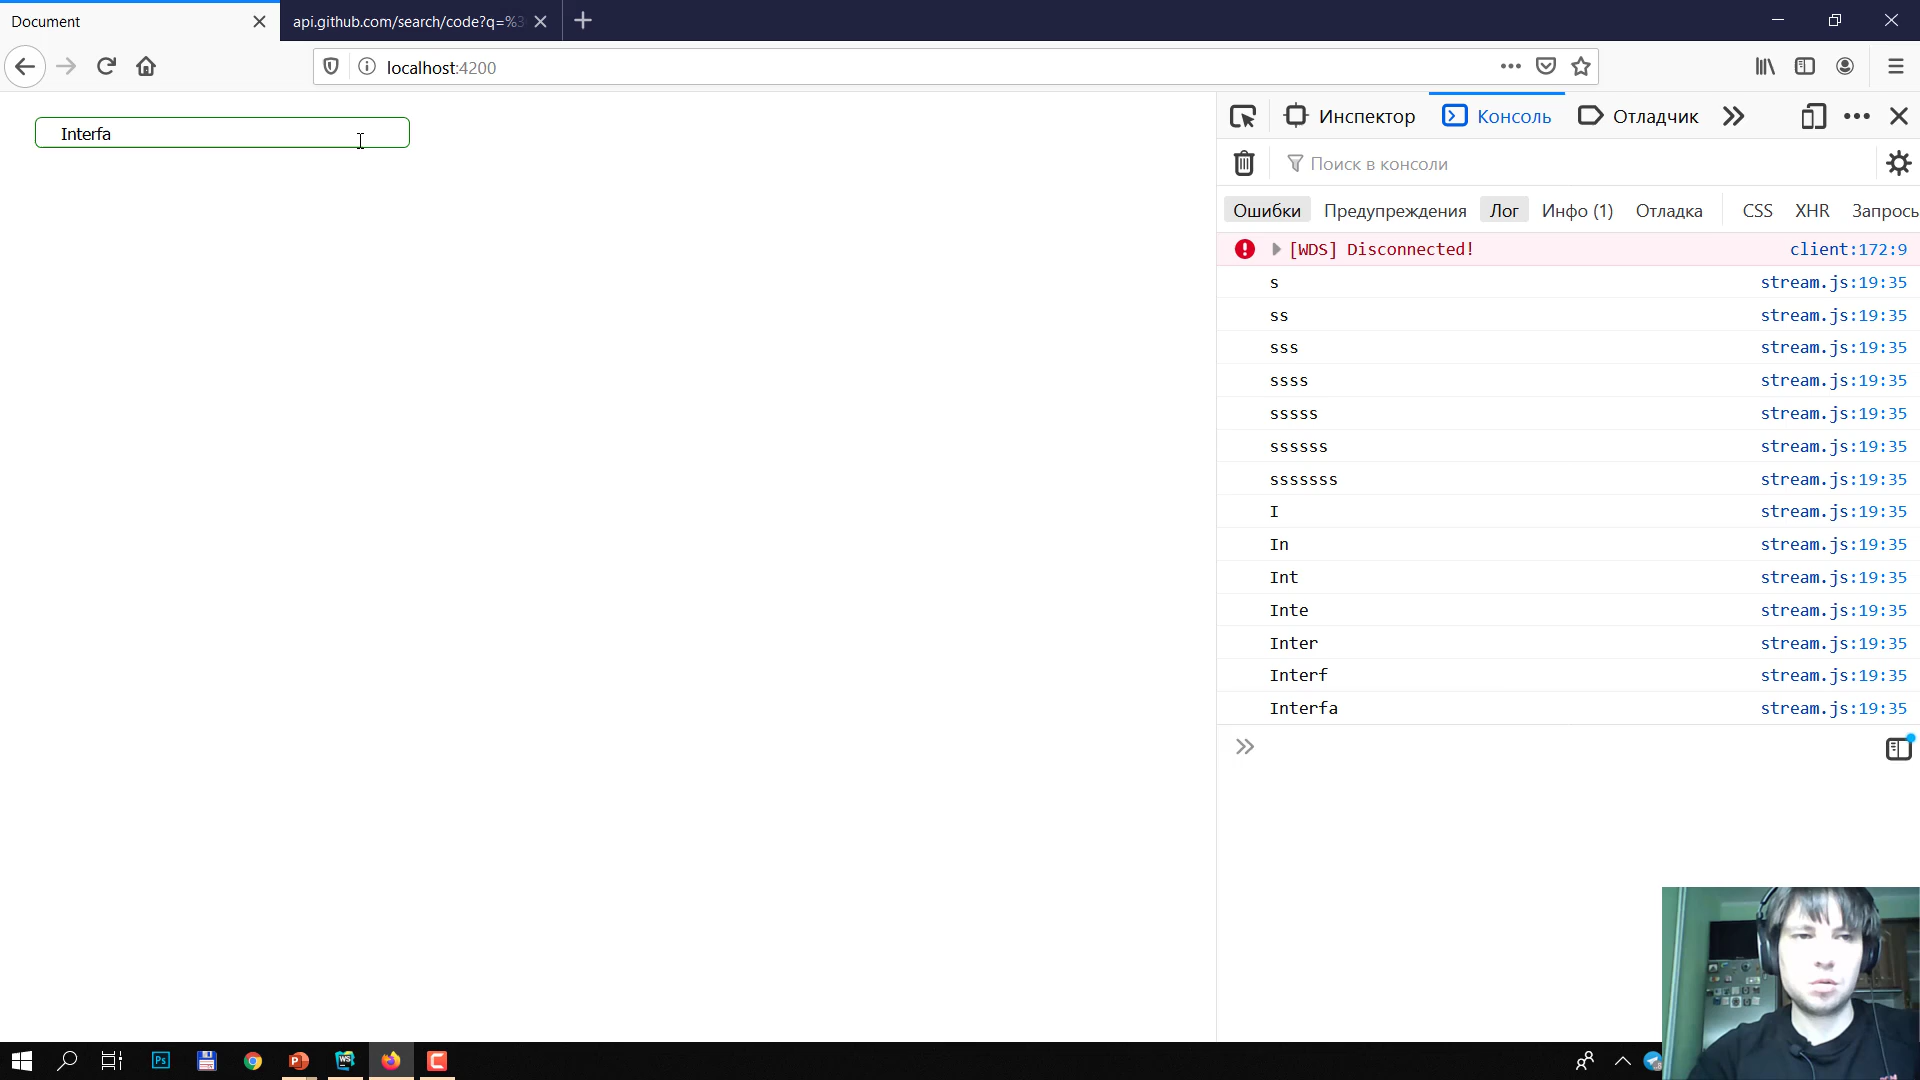 Document
api.github.com/search/code?q=%3
localhost:4200
Interfa
Инспектор
Консоль
Отладчик
Поиск в консоли
Ошибки
Предупреждения
Лог
Инфо (1)
Отладка
CSS
XHR
Запросы
[WDS] Disconnected! client:172:9
s stream.js:19:35
ss stream.js:19:35
sss stream.js:19:35
ssss stream.js:19:35
sssss stream.js:19:35
ssssss stream.js:19:35
sssssss stream.js:19:35
I stream.js:19:35
In stream.js:19:35
Int stream.js:19:35
Inte stream.js:19:35
Inter stream.js:19:35
Interf stream.js:19:35
Interfa stream.js:19:35
Ps
P
WS
C